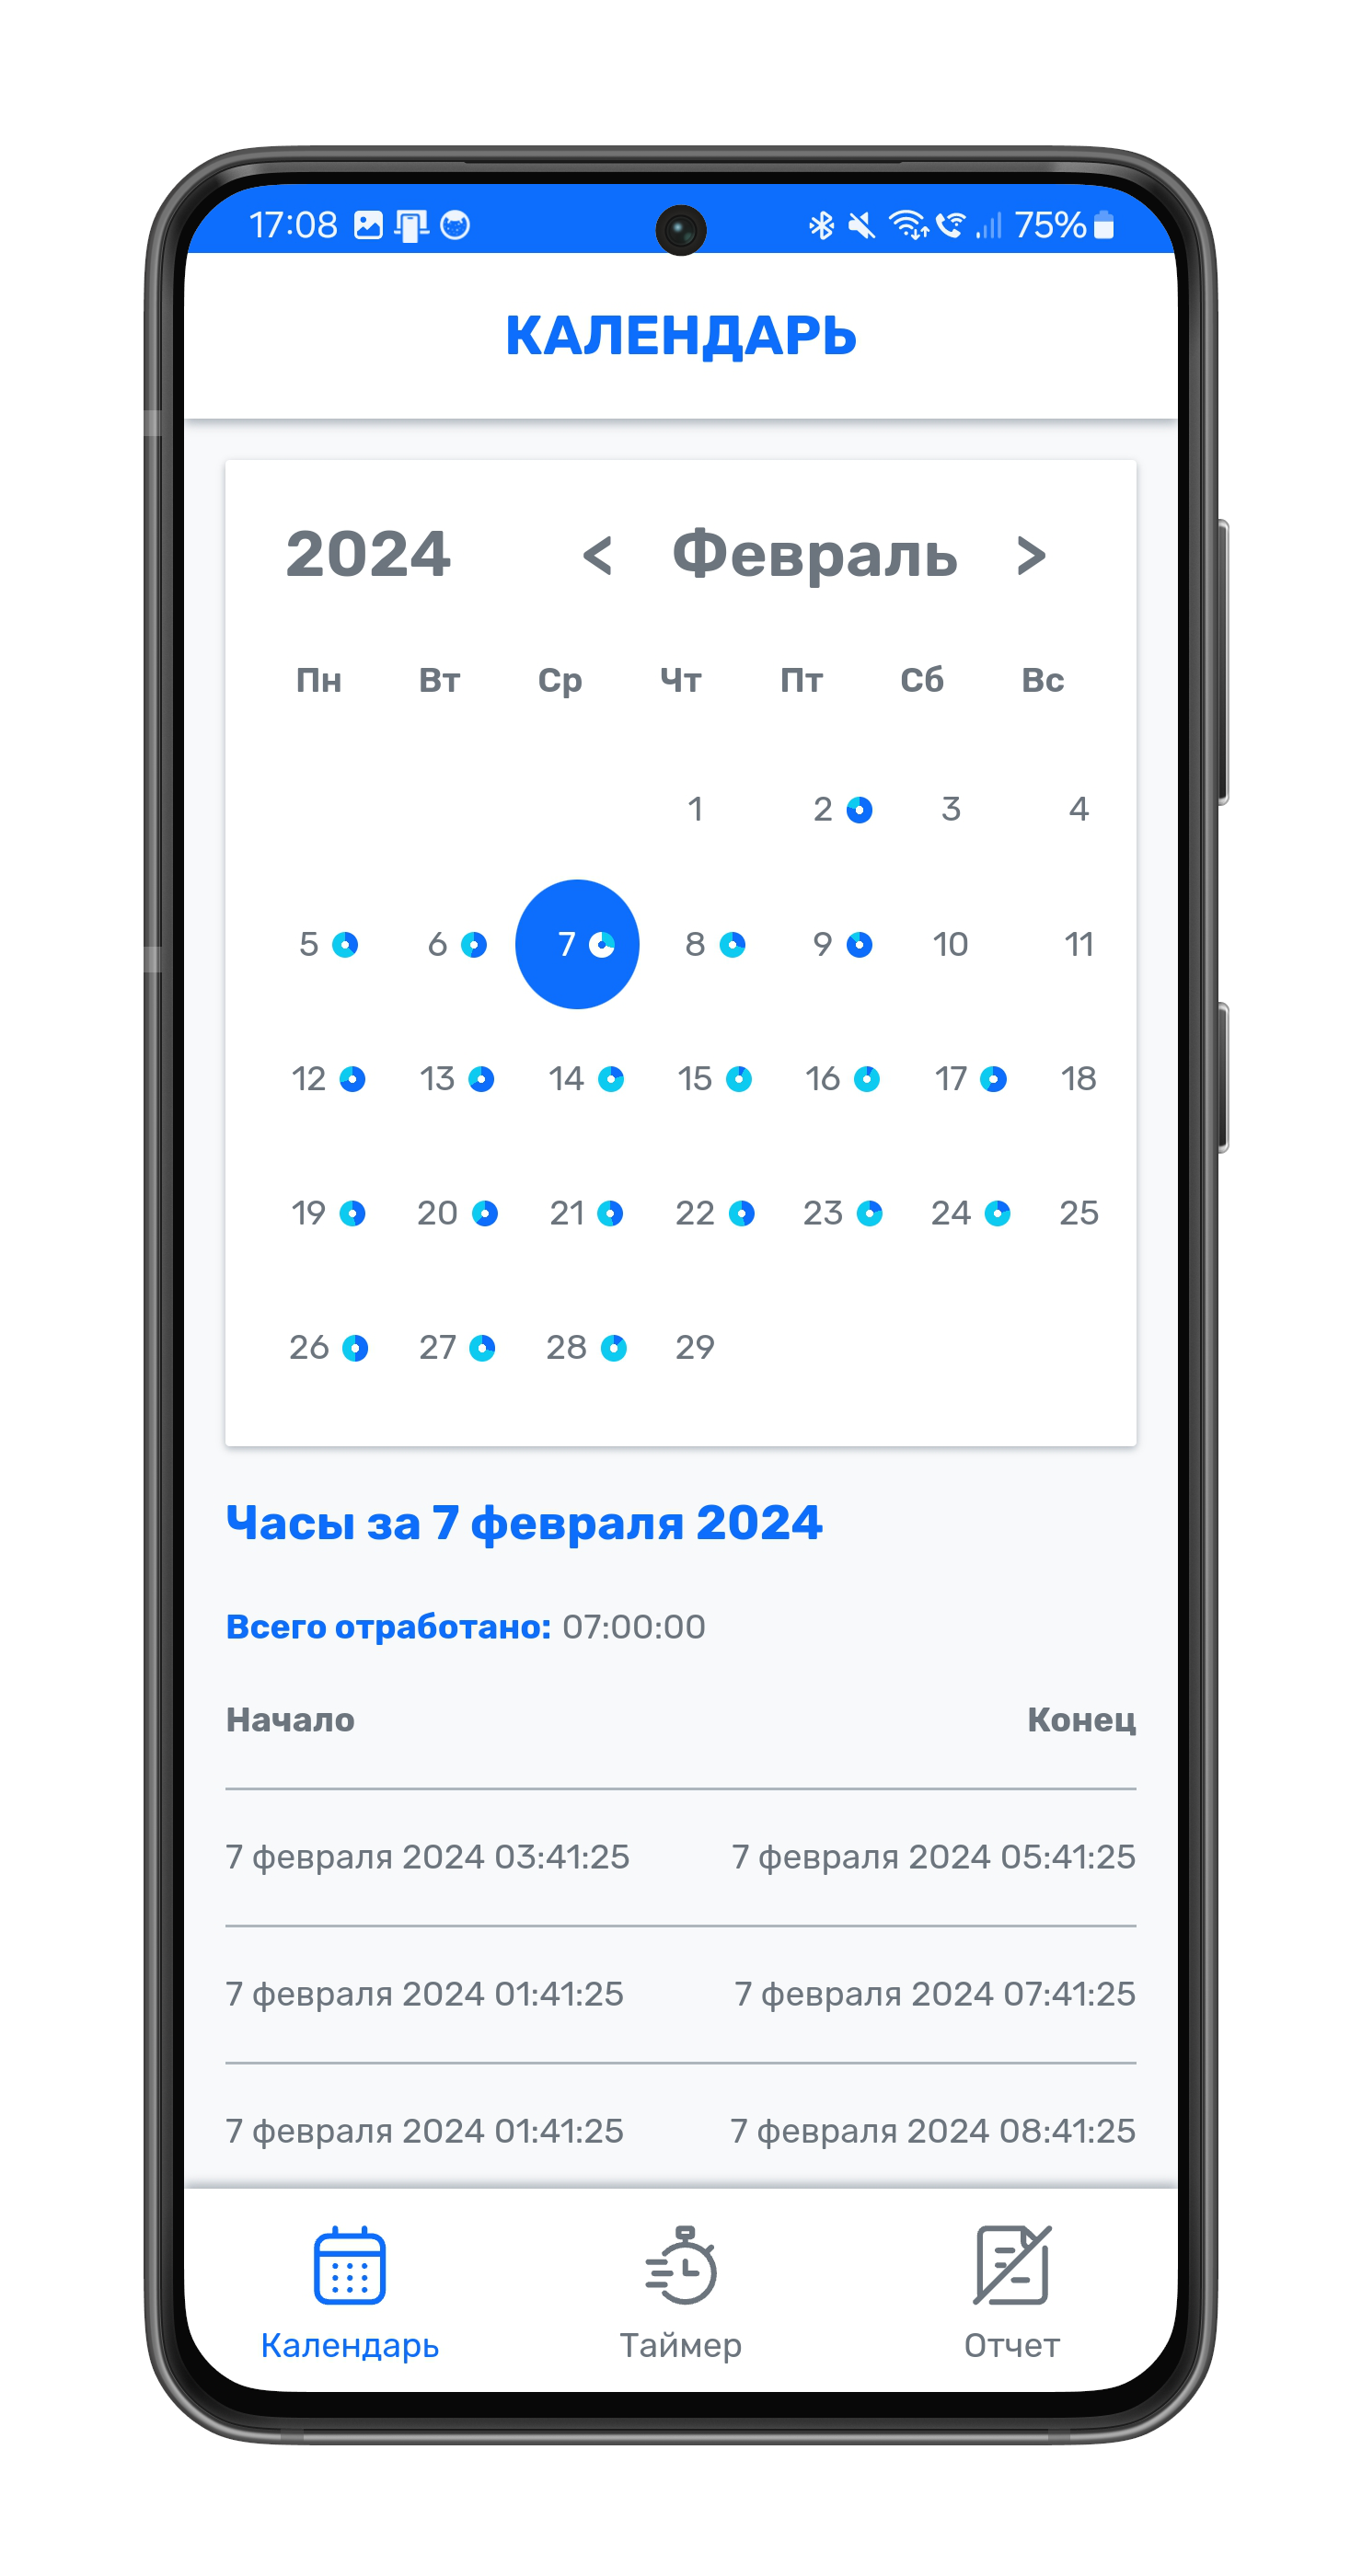 17:08 75%
КАЛЕНДАРЬ
2024 < Февраль >
Пн Вт Ср Чт Пт Сб Вс
1 2 3 4
5 6 7 8 9 10 11
12 13 14 15 16 17 18
19 20 21 22 23 24 25
26 27 28 29
Часы за 7 февраля 2024
Всего отработано: 07:00:00
Начало Конец
7 февраля 2024 03:41:25 7 февраля 2024 05:41:25
7 февраля 2024 01:41:25 7 февраля 2024 07:41:25
7 февраля 2024 01:41:25 7 февраля 2024 08:41:25
Календарь Таймер Отчет